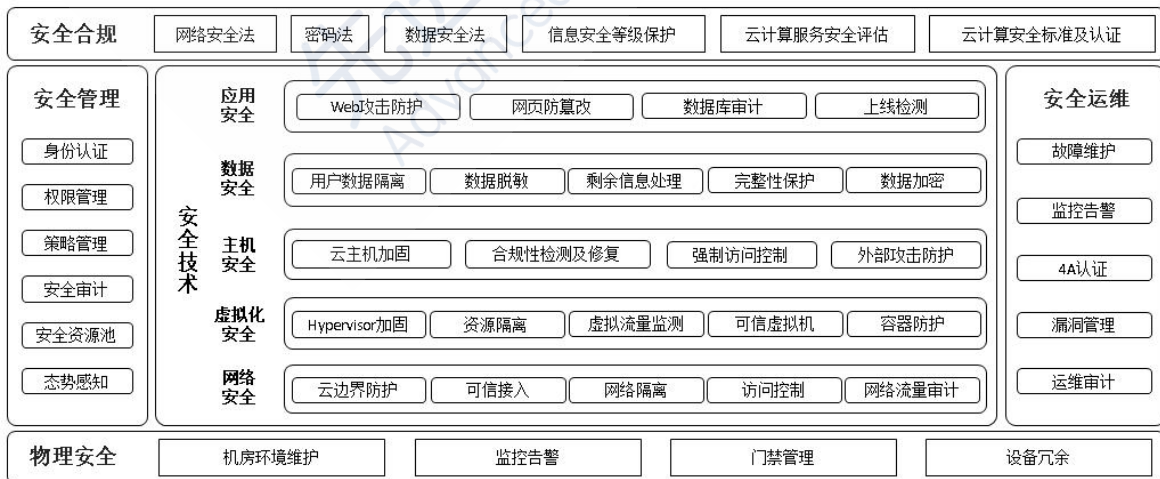 安全合规 网络安全法 密码法 数据安全法 信息安全等级保护 云计算服务安全评估 云计算安全标准及认证
安全管理
身份认证
权限管理
策略管理
安全审计
安全资源池
态势感知
安全技术
应用
安全
Web攻击防护 网页防篡改 数据库审计 上线检测
数据
安全
用户数据隔离 数据脱敏 剩余信息处理 完整性保护 数据加密
主机
安全
云主机加固 合规性检测及修复 强制访问控制 外部攻击防护
虚拟化
安全
Hypervisor加固 资源隔离 虚拟流量监测 可信虚拟机 容器防护
网络
安全
云边界防护 可信接入 网络隔离 访问控制 网络流量审计
安全运维
故障维护
监控告警
4A认证
漏洞管理
运维审计
物理安全 机房环境维护 监控告警 门禁管理 设备冗余
Advanced